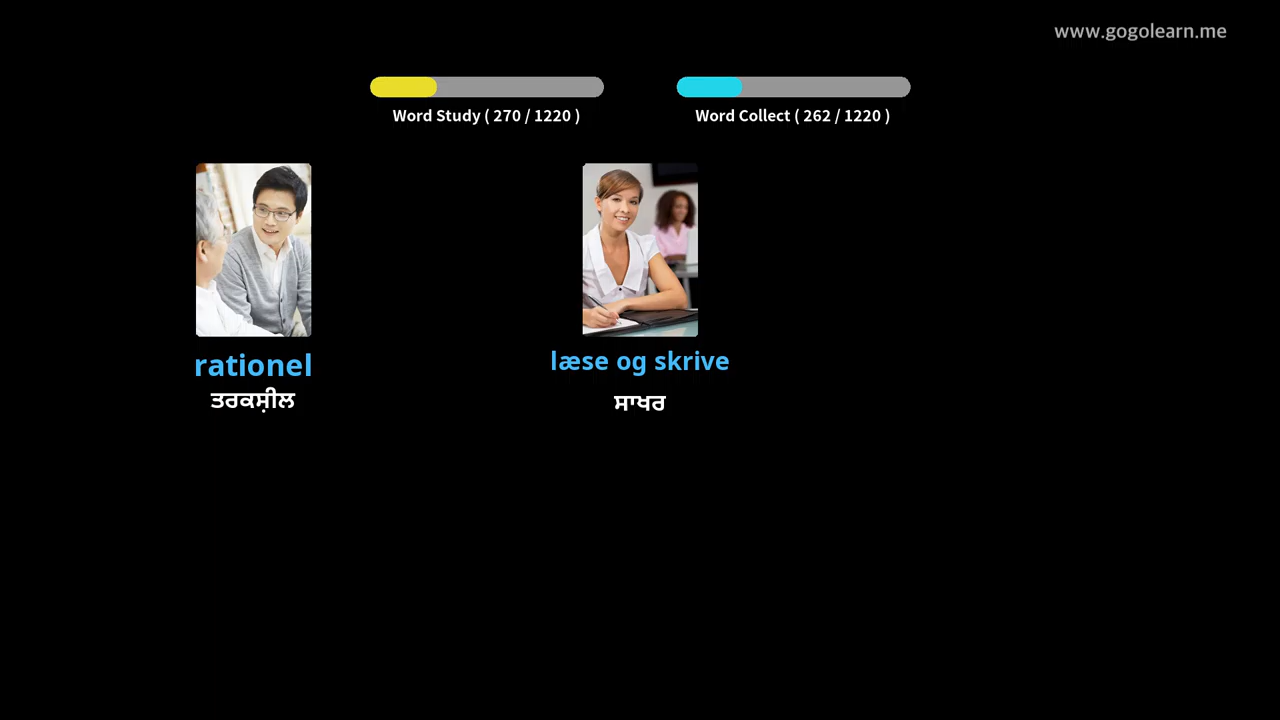 www.gogolearn.me
Word Study ( 270 / 1220 )
Word Collect ( 262 / 1220 )
rationel
ਤਰਕਸ਼ੀਲ
læse og skrive
ਸਾਖਰ